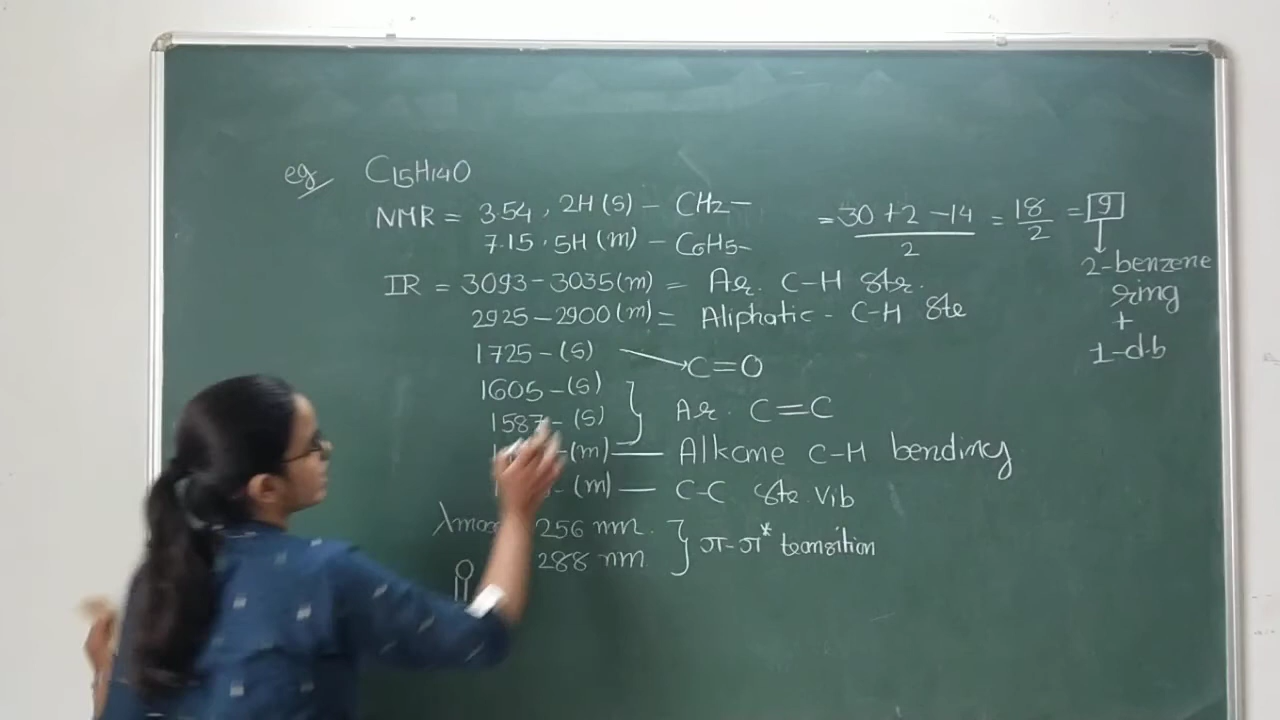 eg C15H14O
NMR = 3.54, 2H (S) - CH2-
7.15, 5H (m) - C6H5-
= 30 + 2 - 14 / 2 = 18 / 2 = 9
2-benzene
ring
+
1-d.b
IR = 3093-3035 (m) = Ar. C-H Str.
2925-2900 (m) = Aliphatic - C-H Str
1725-(S) → C=O
1605-(S)
1587-(S) } Ar. C=C
-(m) — Alkane C-H bending
-(m) — C-C Str. Vib
256 nm.
288 nm } π-π* transition
O